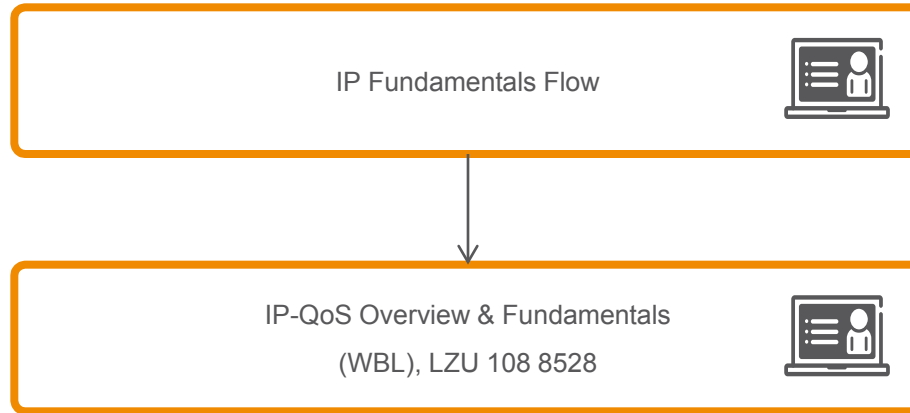 IP Fundamentals Flow
IP-QoS Overview & Fundamentals
(WBL), LZU 108 8528